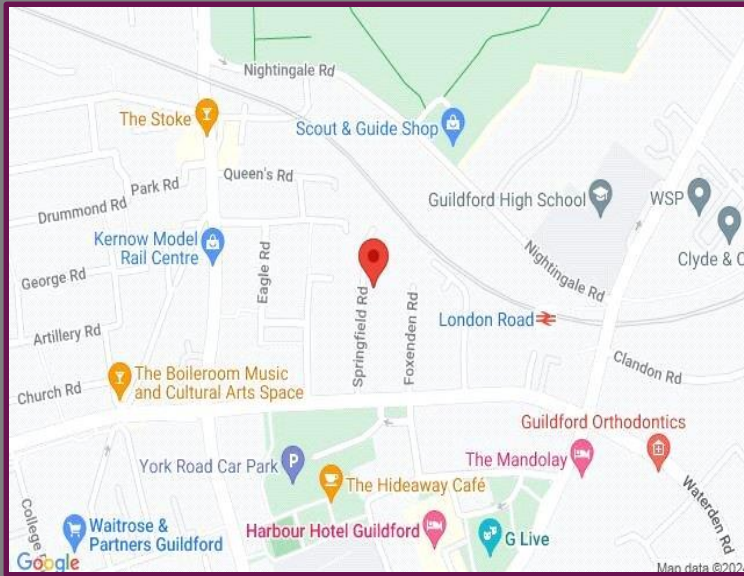 Nightingale Rd
The Stoke
Scout & Guide Shop
Park Rd
Queen's Rd
Drummond Rd
Guildford High School
WSP
Kernow Model
Rail Centre
Clyde & C
George Rd
Eagle Rd
Nightingale Rd
Springfield Rd
Foxenden Rd
London Road
Artillery Rd
Clandon Rd
Church Rd
The Boileroom Music
and Cultural Arts Space
Guildford Orthodontics
York Road Car Park
P
The Mandolay
The Hideaway Café
Waterden Rd
College
Waitrose &
Partners Guildford
Harbour Hotel Guildford
G Live
Google
Map data ©2024